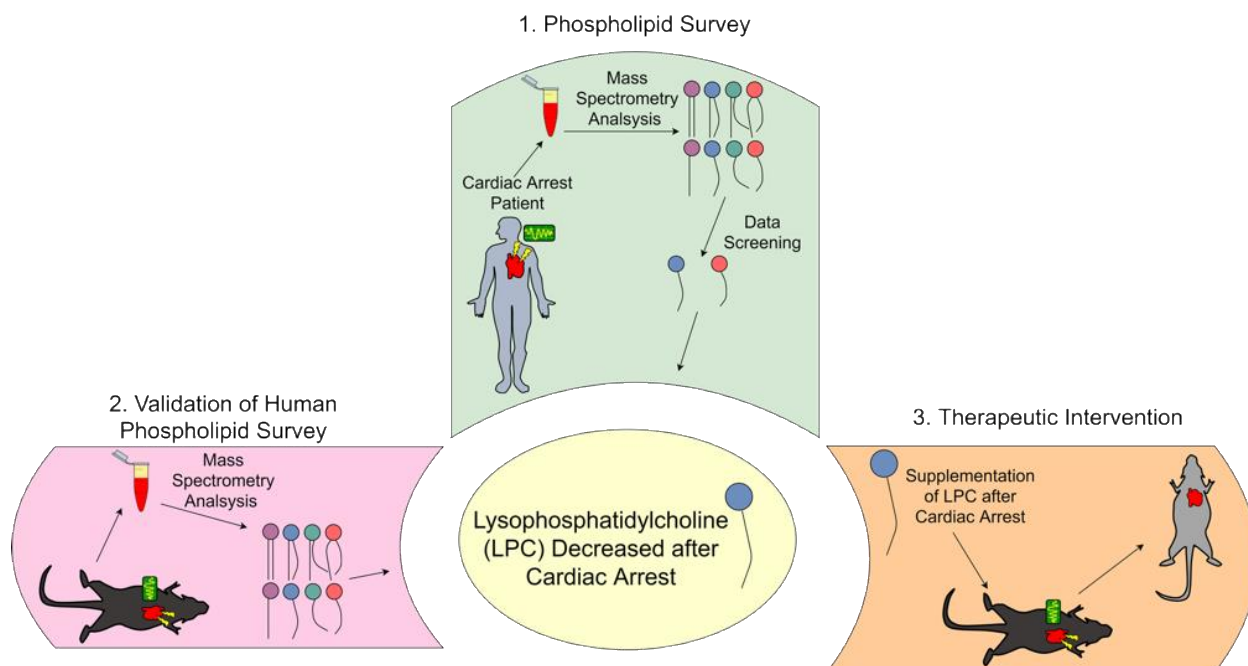 1. Phospholipid Survey
Mass
Spectrometry
Analsysis
Cardiac Arrest
Patient
Data
Screening
2. Validation of Human
Phospholipid Survey
Mass
Spectrometry
Analsysis
Lysophosphatidylcholine
(LPC) Decreased after
Cardiac Arrest
3. Therapeutic Intervention
Supplementation
of LPC after
Cardiac Arrest